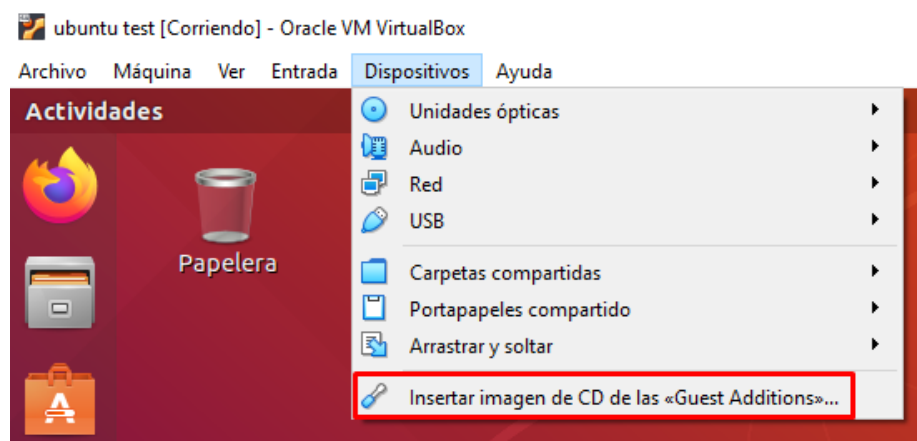 ubuntu test [Corriendo] - Oracle VM VirtualBox
Archivo Máquina Ver Entrada Dispositivos Ayuda
Actividades
Papelera
Unidades ópticas
Audio
Red
USB
Carpetas compartidas
Portapapeles compartido
Arrastrar y soltar
Insertar imagen de CD de las «Guest Additions»...